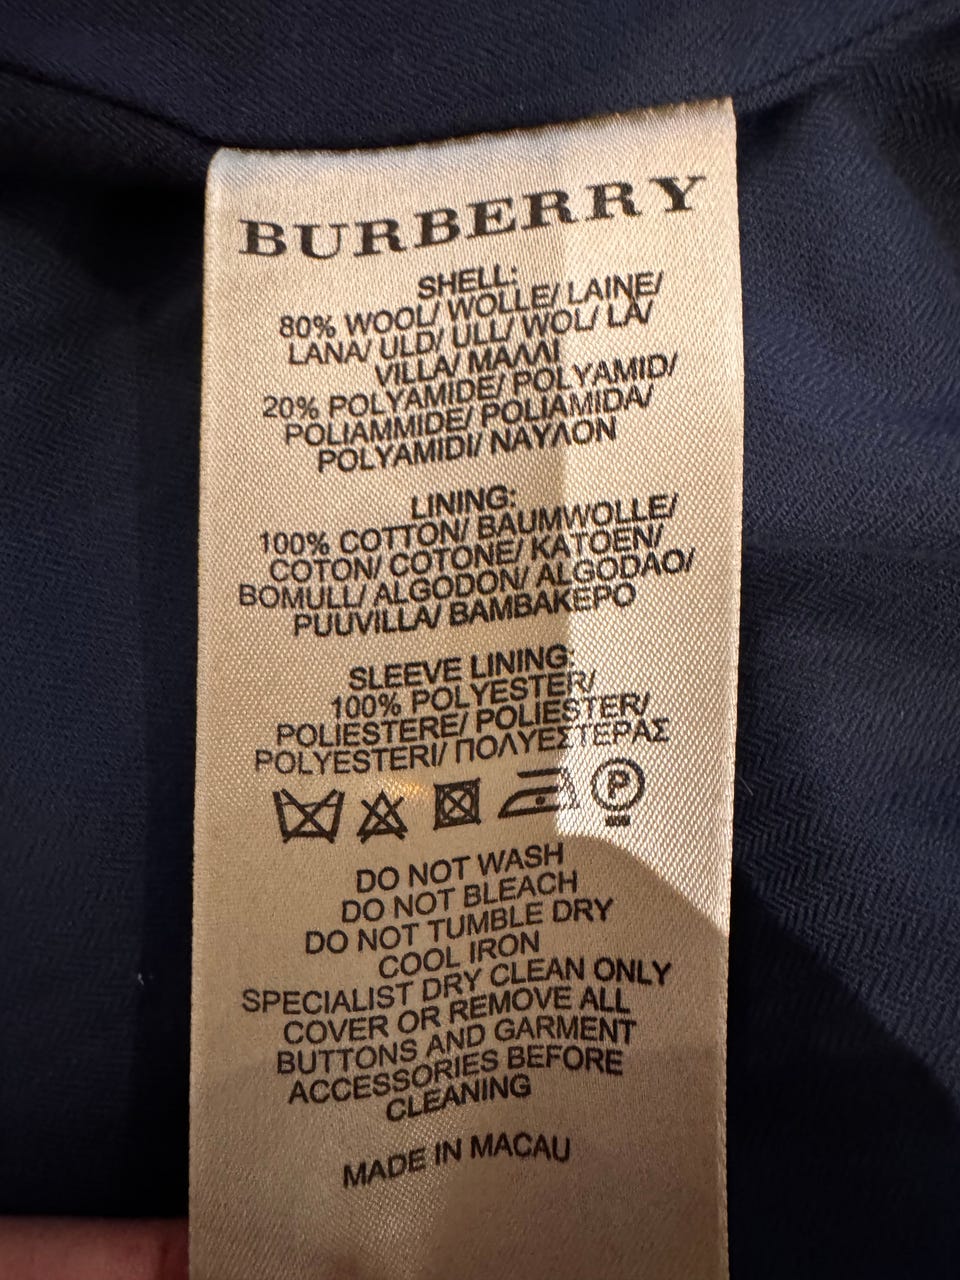 BURBERRY
SHELL:
80% WOOL/ WOLLE/ LAINE/
LANA/ ULD/ ULL/ WOL/ LÃ/
VILLA/ ΜΑΛΛΙ
20% POLYAMIDE/ POLYAMID/
POLIAMMIDE/ POLIAMIDA/
POLYAMIDI/ ΝΑΥΛΟΝ
LINING:
100% COTTON/ BAUMWOLLE/
COTON/ COTONE/ KATOEN/
BOMULL/ ALGODON/ ALGODAO/
PUUVILLA/ ΒΑΜΒΑΚΕΡΟ
SLEEVE LINING:
100% POLYESTER/
POLIESTERE/ POLIESTER/
POLYESTERI/ ΠΟΛΥΕΣΤΕΡΑΣ
P
DO NOT WASH
DO NOT BLEACH
DO NOT TUMBLE DRY
COOL IRON
SPECIALIST DRY CLEAN ONLY
COVER OR REMOVE ALL
BUTTONS AND GARMENT
ACCESSORIES BEFORE
CLEANING
MADE IN MACAU